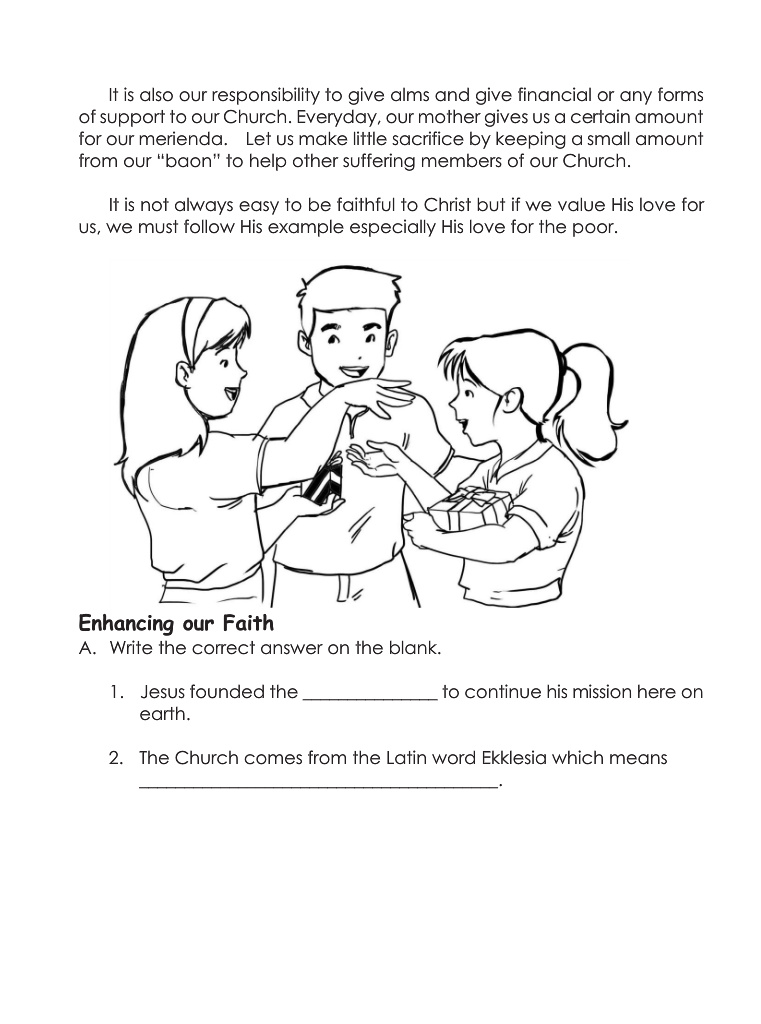 It is also our responsibility to give alms and give financial or any forms
of support to our Church. Everyday, our mother gives us a certain amount
for our merienda. Let us make little sacrifice by keeping a small amount
from our “baon” to help other suffering members of our Church.
It is not always easy to be faithful to Christ but if we value His love for
us, we must follow His example especially His love for the poor.
Enhancing our Faith
A. Write the correct answer on the blank.
1. Jesus founded the _______________ to continue his mission here on
earth.
2. The Church comes from the Latin word Ekklesia which means
________________________________________.